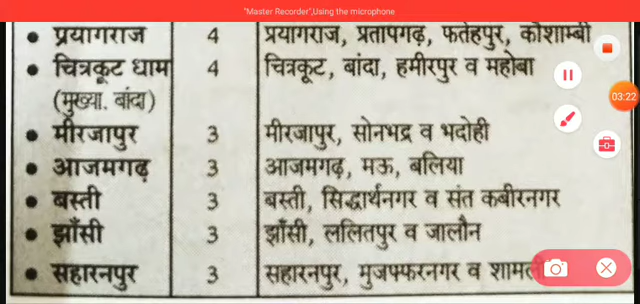 "Master Recorder",Using the microphone
• प्रयागराज 4 प्रयागराज, प्रतापगढ़, फतेहपुर, कौशाम्बी
• चित्रकूट धाम 4 चित्रकूट, बांदा, हमीरपुर व महोबा
(मुख्या. बांदा)
03:22
• मीरजापुर 3 मीरजापुर, सोनभद्र व भदोही
• आजमगढ़ 3 आजमगढ़, मऊ, बलिया
• बस्ती 3 बस्ती, सिद्धार्थनगर व संत कबीरनगर
• झाँसी 3 झाँसी, ललितपुर व जालौन
• सहारनपुर 3 सहारनपुर, मुजफ्फरनगर व